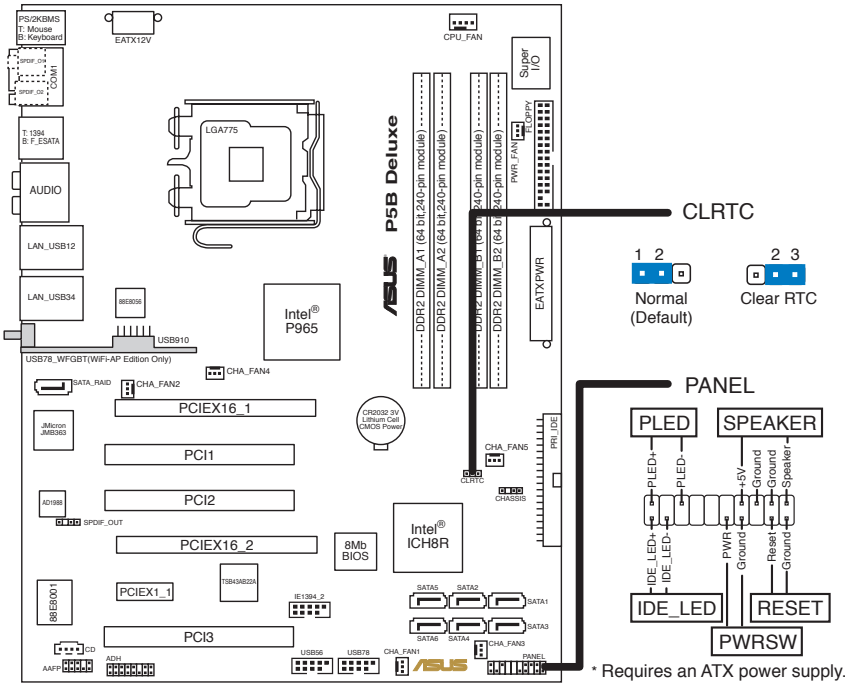 PS/2KBMS
T: Mouse
B: Keyboard
SPDIF_O1
SPDIF_O2
COM1
T: 1394
B: F_ESATA
AUDIO
LAN_USB12
LAN_USB34
EATX12V
LGA775
CPU_FAN
Super
I/O
FLOPPY
PWR_FAN
ASUS P5B Deluxe
DDR2 DIMM_A1 (64 bit,240-pin module)
DDR2 DIMM_A2 (64 bit,240-pin module)
DDR2 DIMM_B1 (64 bit,240-pin module)
DDR2 DIMM_B2 (64 bit,240-pin module)
EATXPWR
88E8056
Intel®
P965
USB910
USB78_WFGBT(WiFi-AP Edition Only)
SATA_RAID
CHA_FAN2
CHA_FAN4
JMicron
JMB363
PCIEX16_1
CR2032 3V
Lithium Cell
CMOS Power
PRI_IDE
CHA_FAN5
CLRTC
CHASSIS
PCI1
PCI2
AD1988
SPDIF_OUT
PCIEX16_2
8Mb
BIOS
Intel®
ICH8R
PCIEX1_1
TSB43AB22A
88E8001
IE1394_2
SATA5
SATA2
SATA1
SATA6
SATA4
SATA3
PCI3
CD
AAFP
ADH
USB56
USB78
CHA_FAN1
ASUS
CHA_FAN3
PANEL
CLRTC
1 2
2 3
Normal
(Default)
Clear RTC
PANEL
PLED
SPEAKER
PLED+
PLED-
+5V
Ground
Ground
Speaker
IDE_LED+
IDE_LED-
PWR
Ground
Reset
Ground
IDE_LED
RESET
PWRSW
* Requires an ATX power supply.